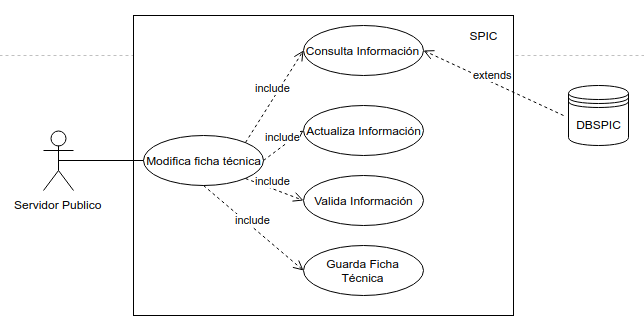 SPIC
Consulta Información
extends
include
DBSPIC
Actualiza Información
include
Modifica ficha técnica
include
Valida Información
Servidor Publico
include
Guarda Ficha
Técnica